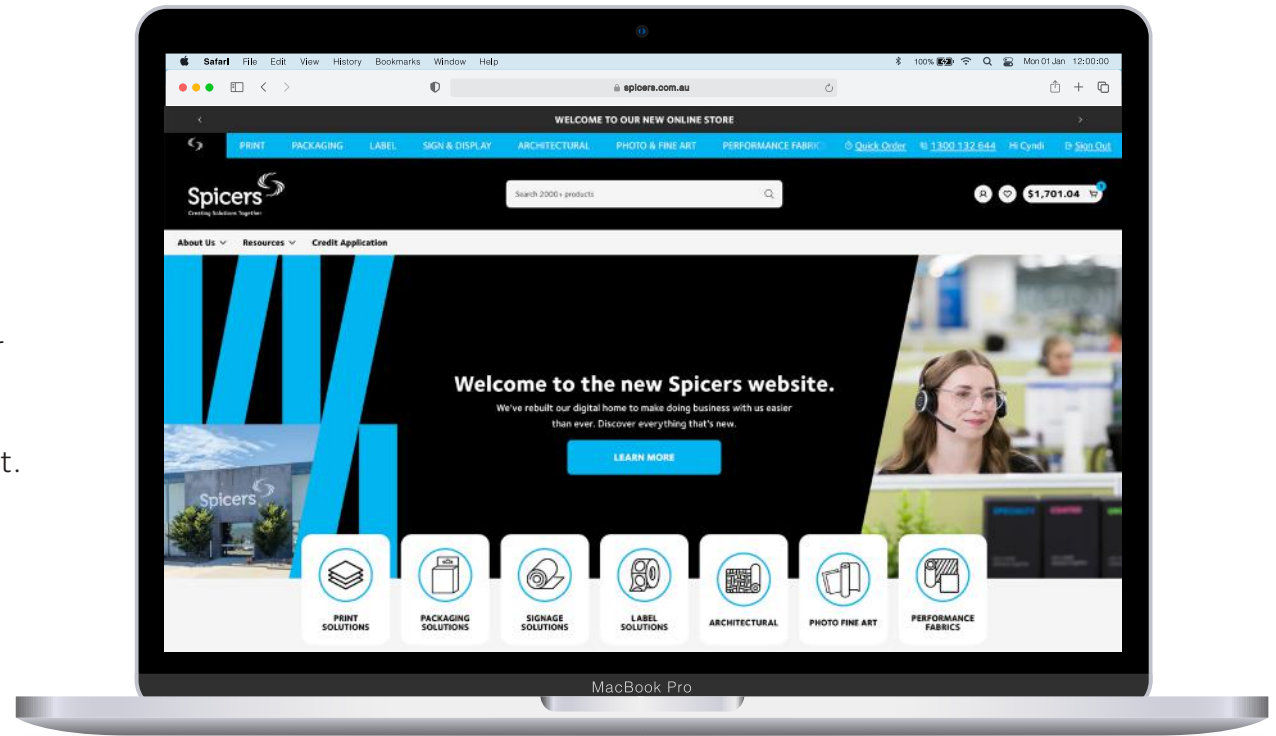 Safari File Edit View History Bookmarks Window Help 100% Mon 01 Jan 12:00:00
spicers.com.au
WELCOME TO OUR NEW ONLINE STORE
PRINT PACKAGING LABEL SIGN & DISPLAY ARCHITECTURAL PHOTO & FINE ART PERFORMANCE FABRIC Quick Order 1300 132 644 Hi Cyndi Sign Out
Spicers
Creating Solutions Together
Search 2000+ products
$1,701.04
About Us Resources Credit Application
Welcome to the new Spicers website.
We've rebuilt our digital home to make doing business with us easier
than ever. Discover everything that's new.
LEARN MORE
t.
Spicers
SPECIALTY COATED
PRINT
SOLUTIONS
PACKAGING
SOLUTIONS
SIGNAGE
SOLUTIONS
LABEL
SOLUTIONS
ARCHITECTURAL
PHOTO FINE ART
PERFORMANCE
FABRICS
MacBook Pro